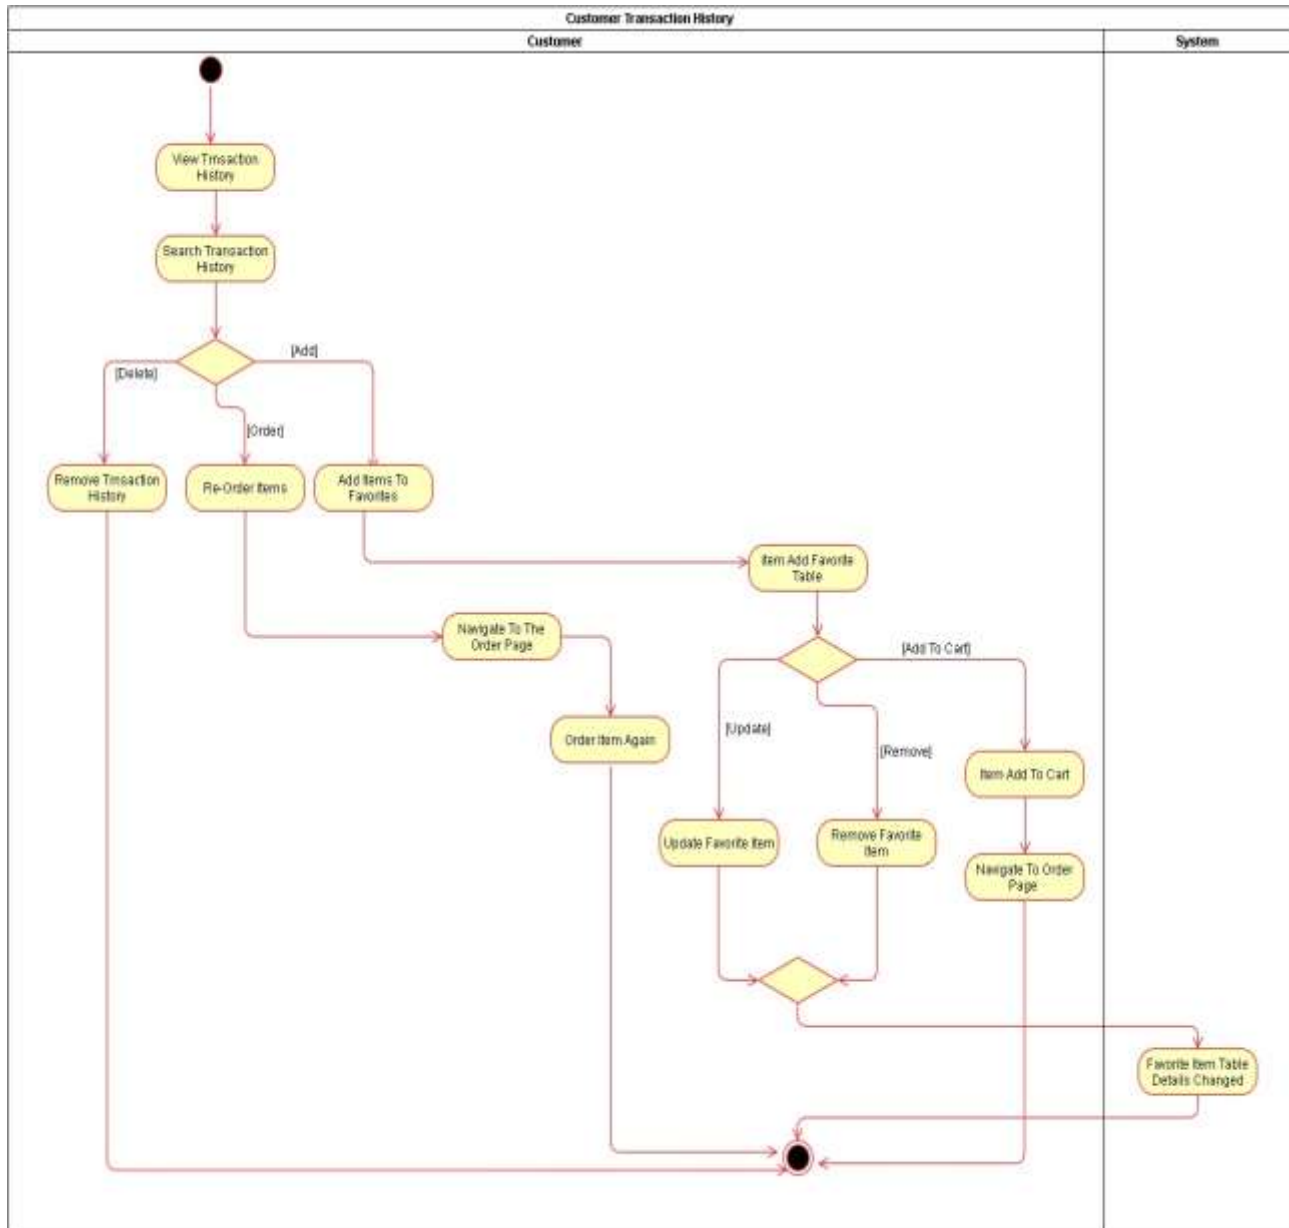 Customer Transaction History
Customer
System
View Trnsaction
History
Search Transaction
History
[Add]
[Delete]
[Order]
Remove Trnsaction
History
Re-Order Items
Add Items To
Favorites
Item Add Favorite
Table
Navigate To The
Order Page
[Add To Cart]
[Update]
Order Item Again
[Remove]
Item Add To Cart
Update Favorite Item
Remove Favorite
Item
Navigate To Order
Page
Favorite Item Table
Details Changed